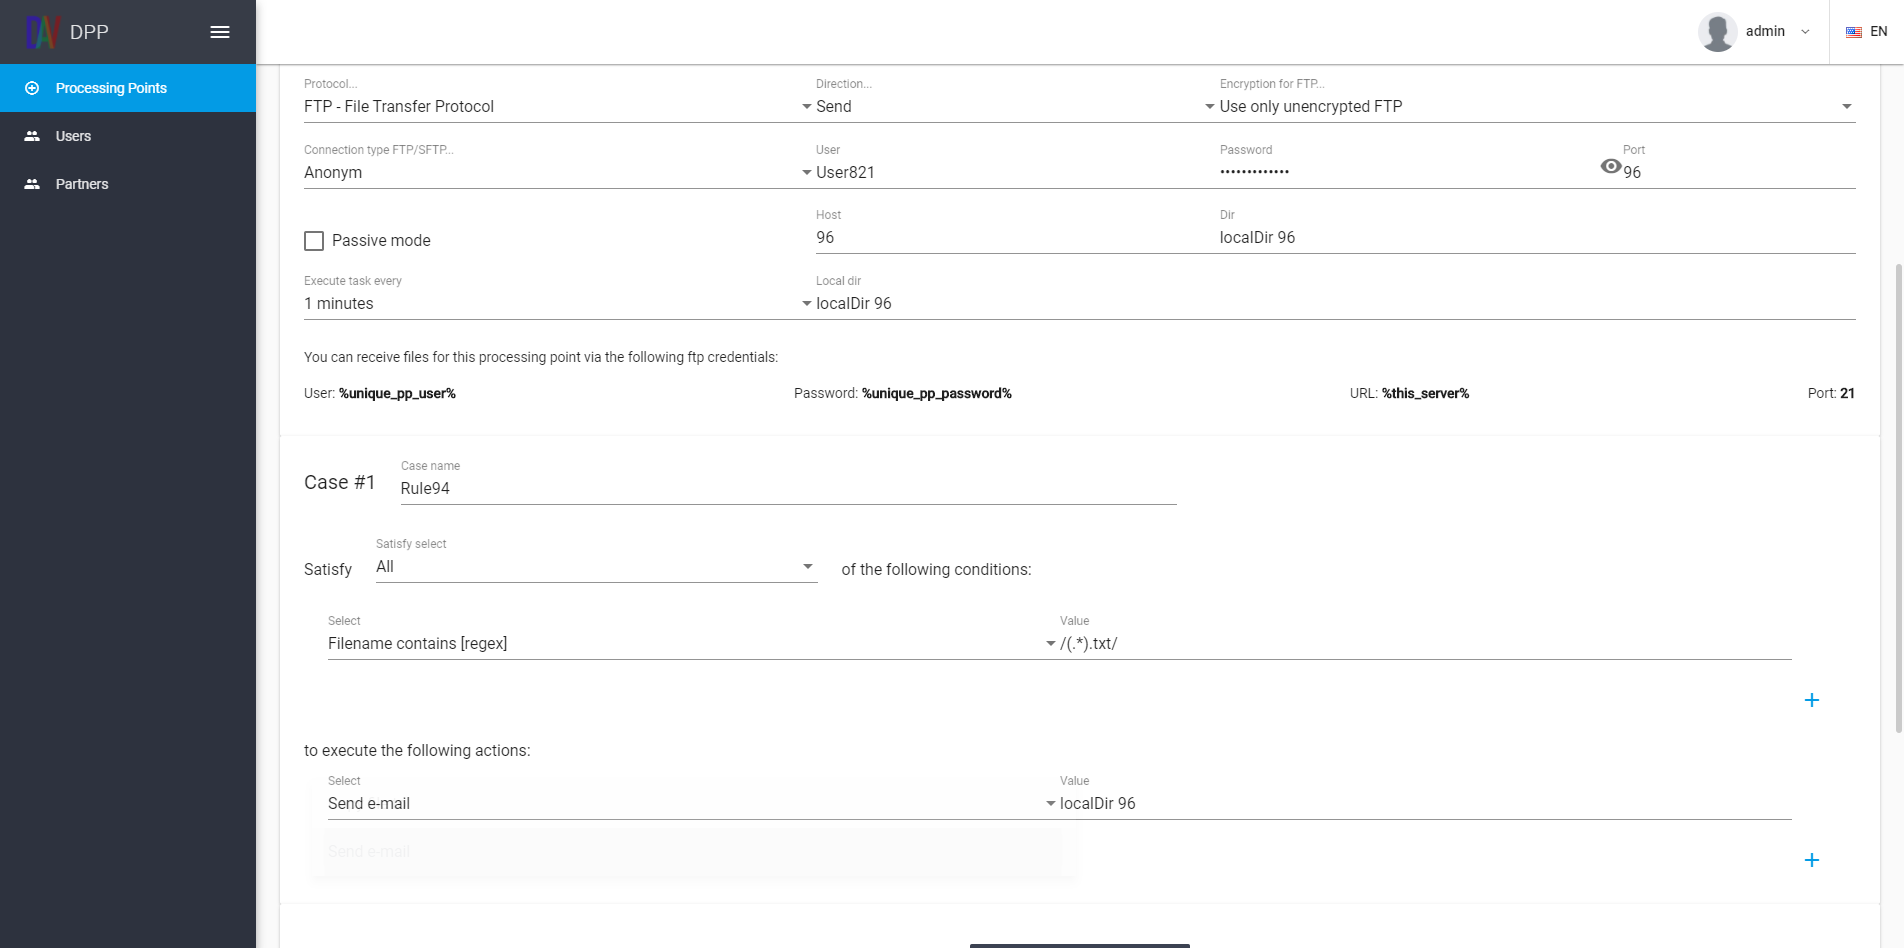 DAV DPP
admin
EN
Processing Points
Users
Partners
Protocol... Direction... Encryption for FTP...
FTP - File Transfer Protocol Send Use only unencrypted FTP
Connection type FTP/SFTP... User Password Port
Anonym User821 ••••••••••••• 96
Host Dir
Passive mode 96 localDir 96
Execute task every Local dir
1 minutes localDir 96
You can receive files for this processing point via the following ftp credentials:
User: %unique_pp_user% Password: %unique_pp_password% URL: %this_server% Port: 21
Case name
Case #1 Rule94
Satisfy select
Satisfy All of the following conditions:
Select Value
Filename contains [regex] /(.*).txt/
to execute the following actions:
Select Value
Send e-mail localDir 96
Send e-mail